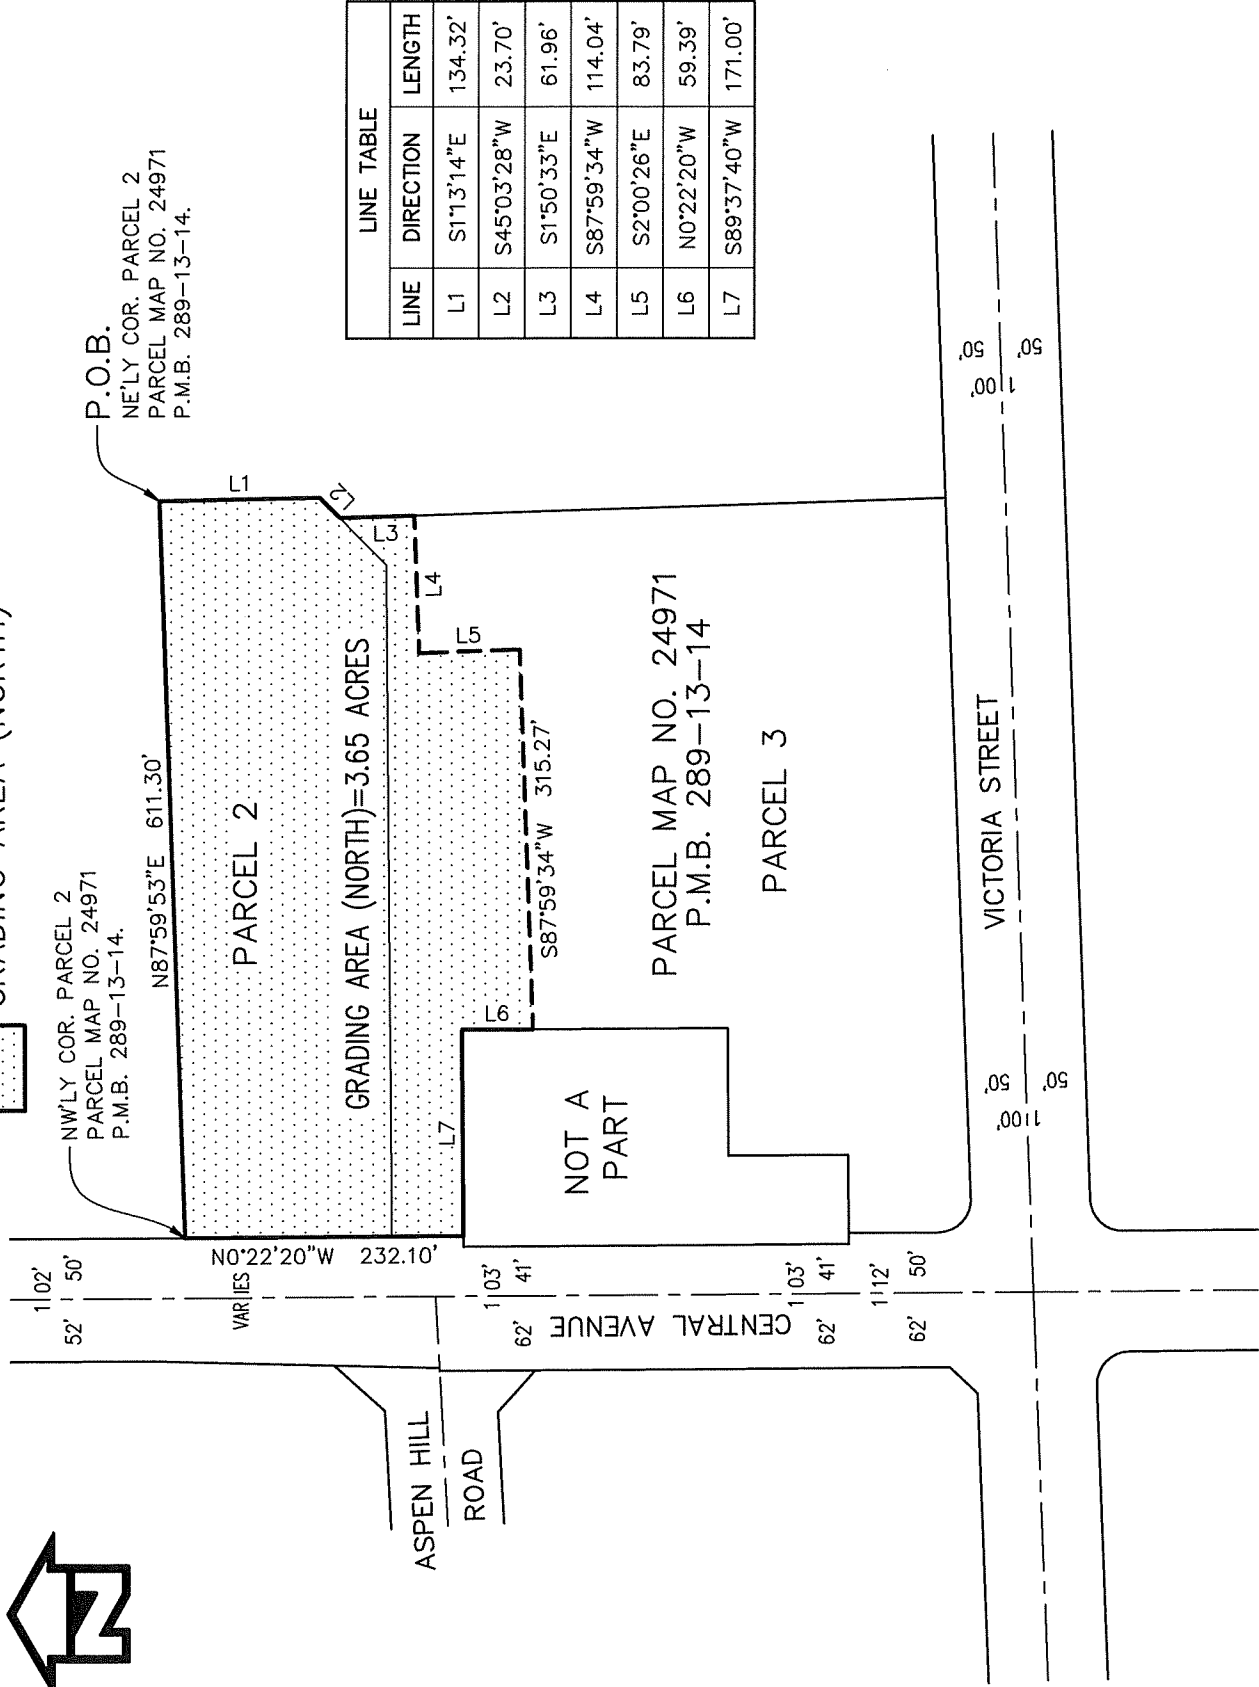 GRADING AREA (NORTH)
NW'LY COR. PARCEL 2
PARCEL MAP NO. 24971
P.M.B. 289-13-14.
P.O.B.
NE'LY COR. PARCEL 2
PARCEL MAP NO. 24971
P.M.B. 289-13-14.
N87°59'53"E 611.30'
PARCEL 2
GRADING AREA (NORTH)=3.65 ACRES
L1
L2
L3
L4
L5
S87°59'34"W 315.27'
L6
L7
N0°22'20"W 232.10'
NOT A
PART
PARCEL MAP NO. 24971
P.M.B. 289-13-14
PARCEL 3
LINE TABLE
LINE DIRECTION LENGTH
L1 S1°13'14"E 134.32'
L2 S45°03'28"W 23.70'
L3 S1°50'33"E 61.96'
L4 S87°59'34"W 114.04'
L5 S2°00'26"E 83.79'
L6 N0°22'20"W 59.39'
L7 S89°37'40"W 171.00'
102'
52' 50'
VARIES
103'
62' 41'
CENTRAL AVENUE
103'
62' 41'
112'
62' 50'
ASPEN HILL
ROAD
VICTORIA STREET
50'
100'
50'
50'
100'
50'
N